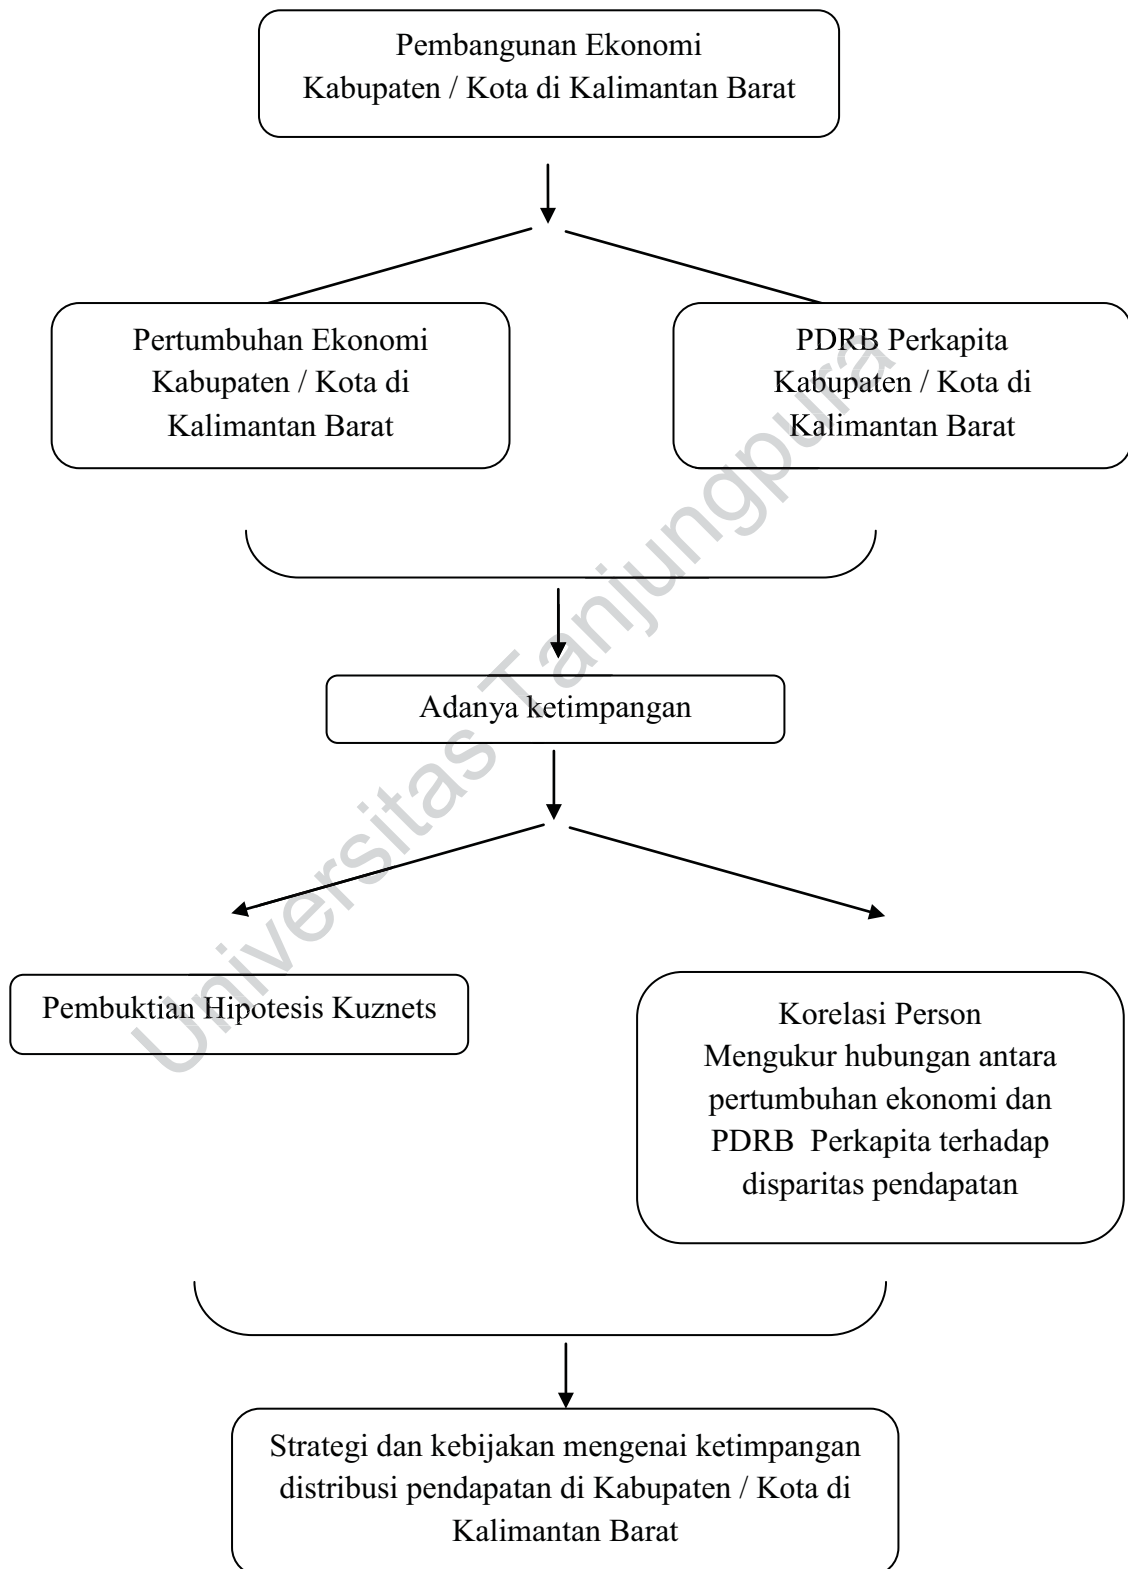 Pembangunan Ekonomi
Kabupaten / Kota di Kalimantan Barat
Pertumbuhan Ekonomi
Kabupaten / Kota di
Kalimantan Barat
PDRB Perkapita
Kabupaten / Kota di
Kalimantan Barat
Adanya ketimpangan
Pembuktian Hipotesis Kuznets
Korelasi Person
Mengukur hubungan antara
pertumbuhan ekonomi dan
PDRB  Perkapita terhadap
disparitas pendapatan
Strategi dan kebijakan mengenai ketimpangan
distribusi pendapatan di Kabupaten / Kota di
Kalimantan Barat
Universitas Tanjungpura